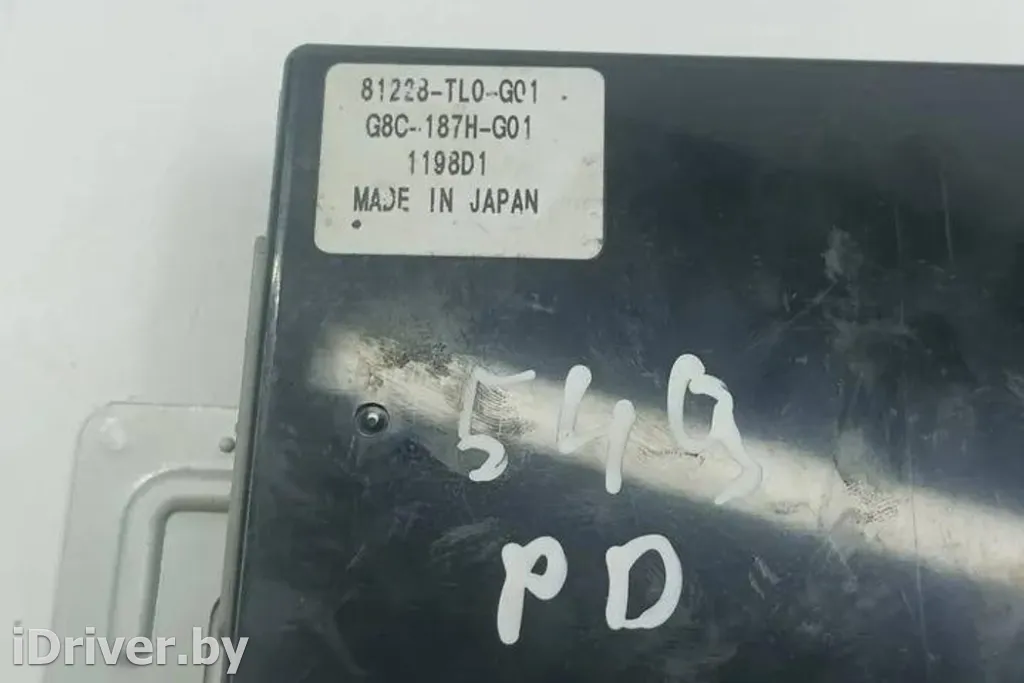 81228-TL0-G01
G8C-187H-G01
1198D1
MADE IN JAPAN
549
PD
iDriver.by